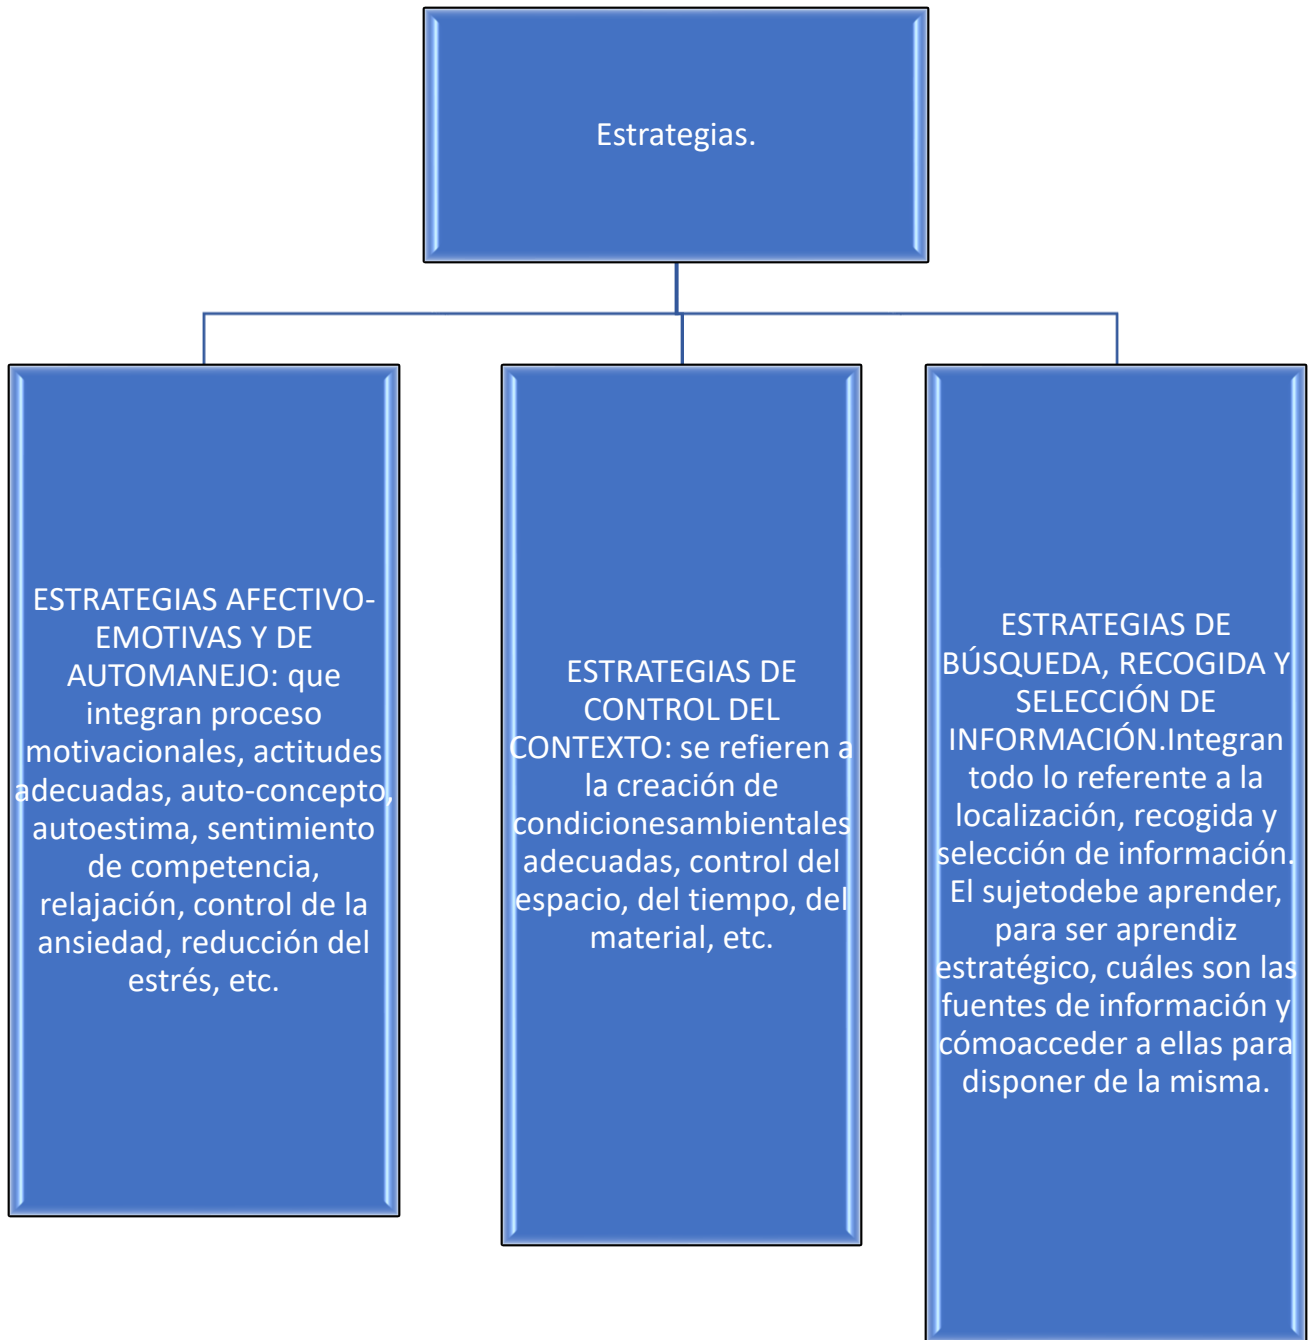 Estrategias.
ESTRATEGIAS AFECTIVO-
EMOTIVAS Y DE
AUTOMANEJO: que
integran proceso
motivacionales, actitudes
adecuadas, auto-concepto,
autoestima, sentimiento
de competencia,
relajación, control de la
ansiedad, reducción del
estrés, etc.
ESTRATEGIAS DE
CONTROL DEL
CONTEXTO: se refieren a
la creación de
condicionesambientales
adecuadas, control del
espacio, del tiempo, del
material, etc.
ESTRATEGIAS DE
BÚSQUEDA, RECOGIDA Y
SELECCIÓN DE
INFORMACIÓN.Integran
todo lo referente a la
localización, recogida y
selección de información.
El sujetodebe aprender,
para ser aprendiz
estratégico, cuáles son las
fuentes de información y
cómoacceder a ellas para
disponer de la misma.